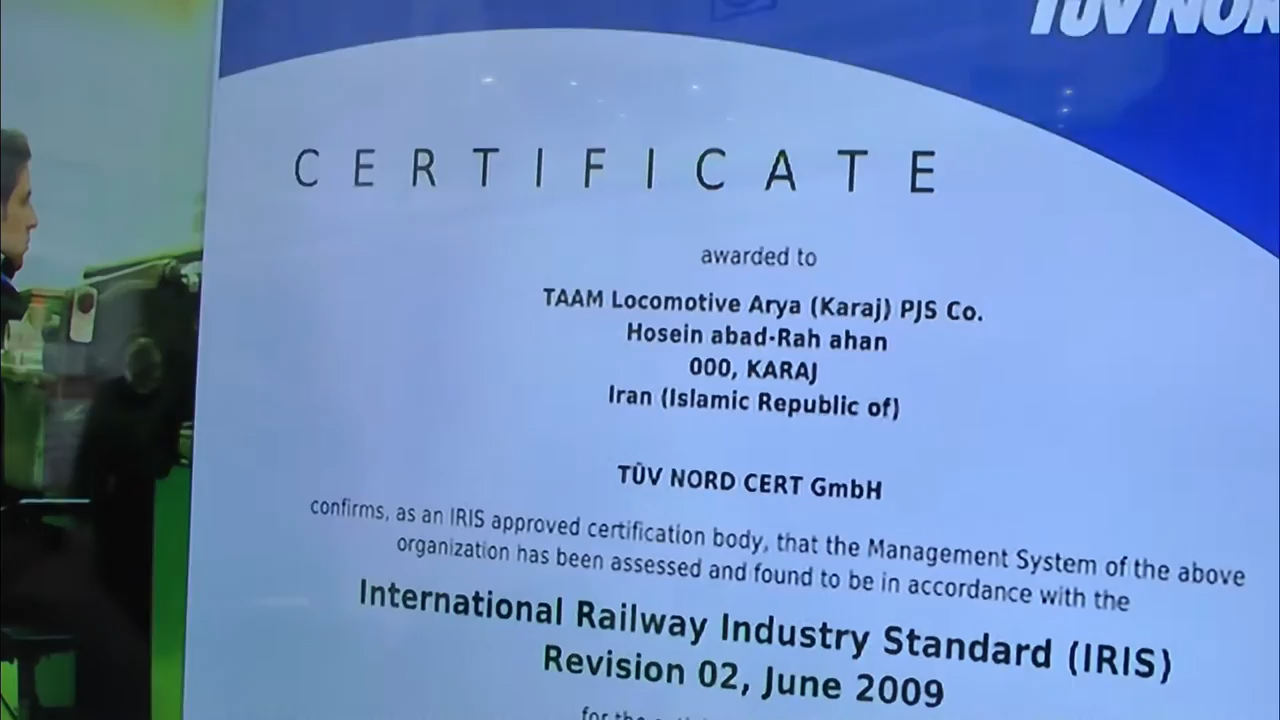 TÜV NOR
CERTIFICATE
awarded to
TAAM Locomotive Arya (Karaj) PJS Co.
Hosein abad-Rah ahan
000, KARAJ
Iran (Islamic Republic of)
TÜV NORD CERT GmbH
confirms, as an IRIS approved certification body, that the Management System of the above
organization has been assessed and found to be in accordance with the
International Railway Industry Standard (IRIS)
Revision 02, June 2009
for the